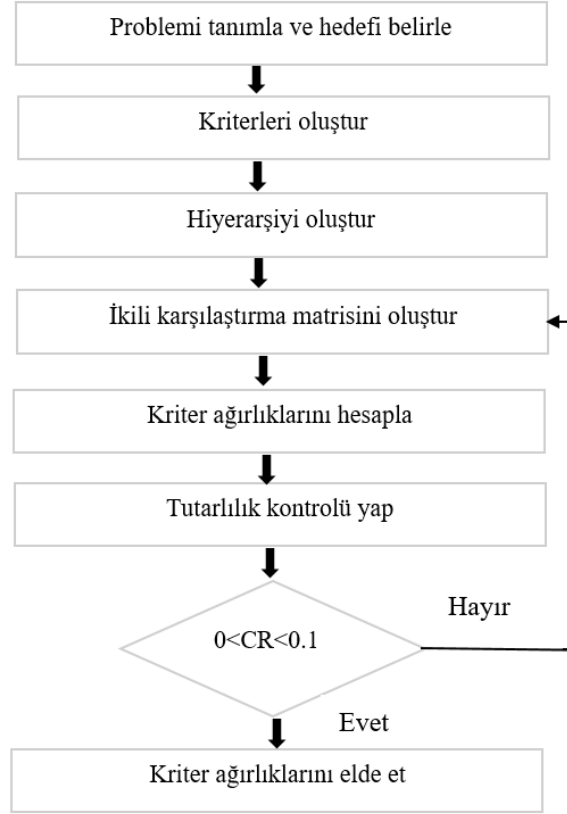 Problemi tanımla ve hedefi belirle
Kriterleri oluştur
Hiyerarşiyi oluştur
İkili karşılaştırma matrisini oluştur
Kriter ağırlıklarını hesapla
Tutarlılık kontrolü yap
Hayır
0<CR<0.1
Evet
Kriter ağırlıklarını elde et